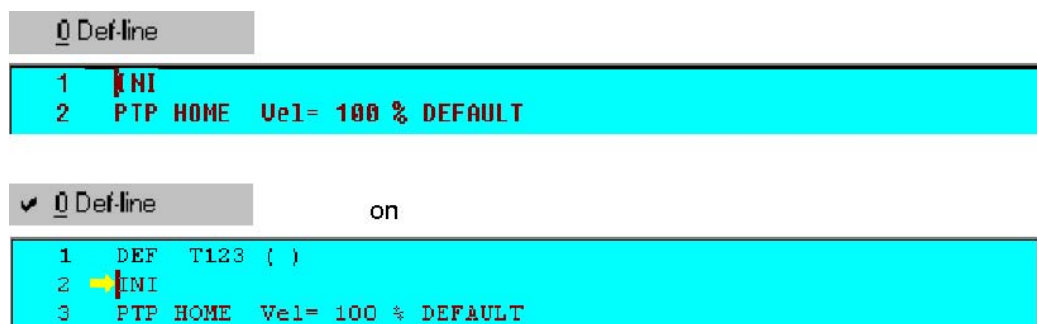 0 Def-line
1 INI
2 PTP HOME Vel= 100 % DEFAULT
✔ 0 Def-line
on
1 DEF T123 ( )
2 INI
3 PTP HOME Vel= 100 % DEFAULT